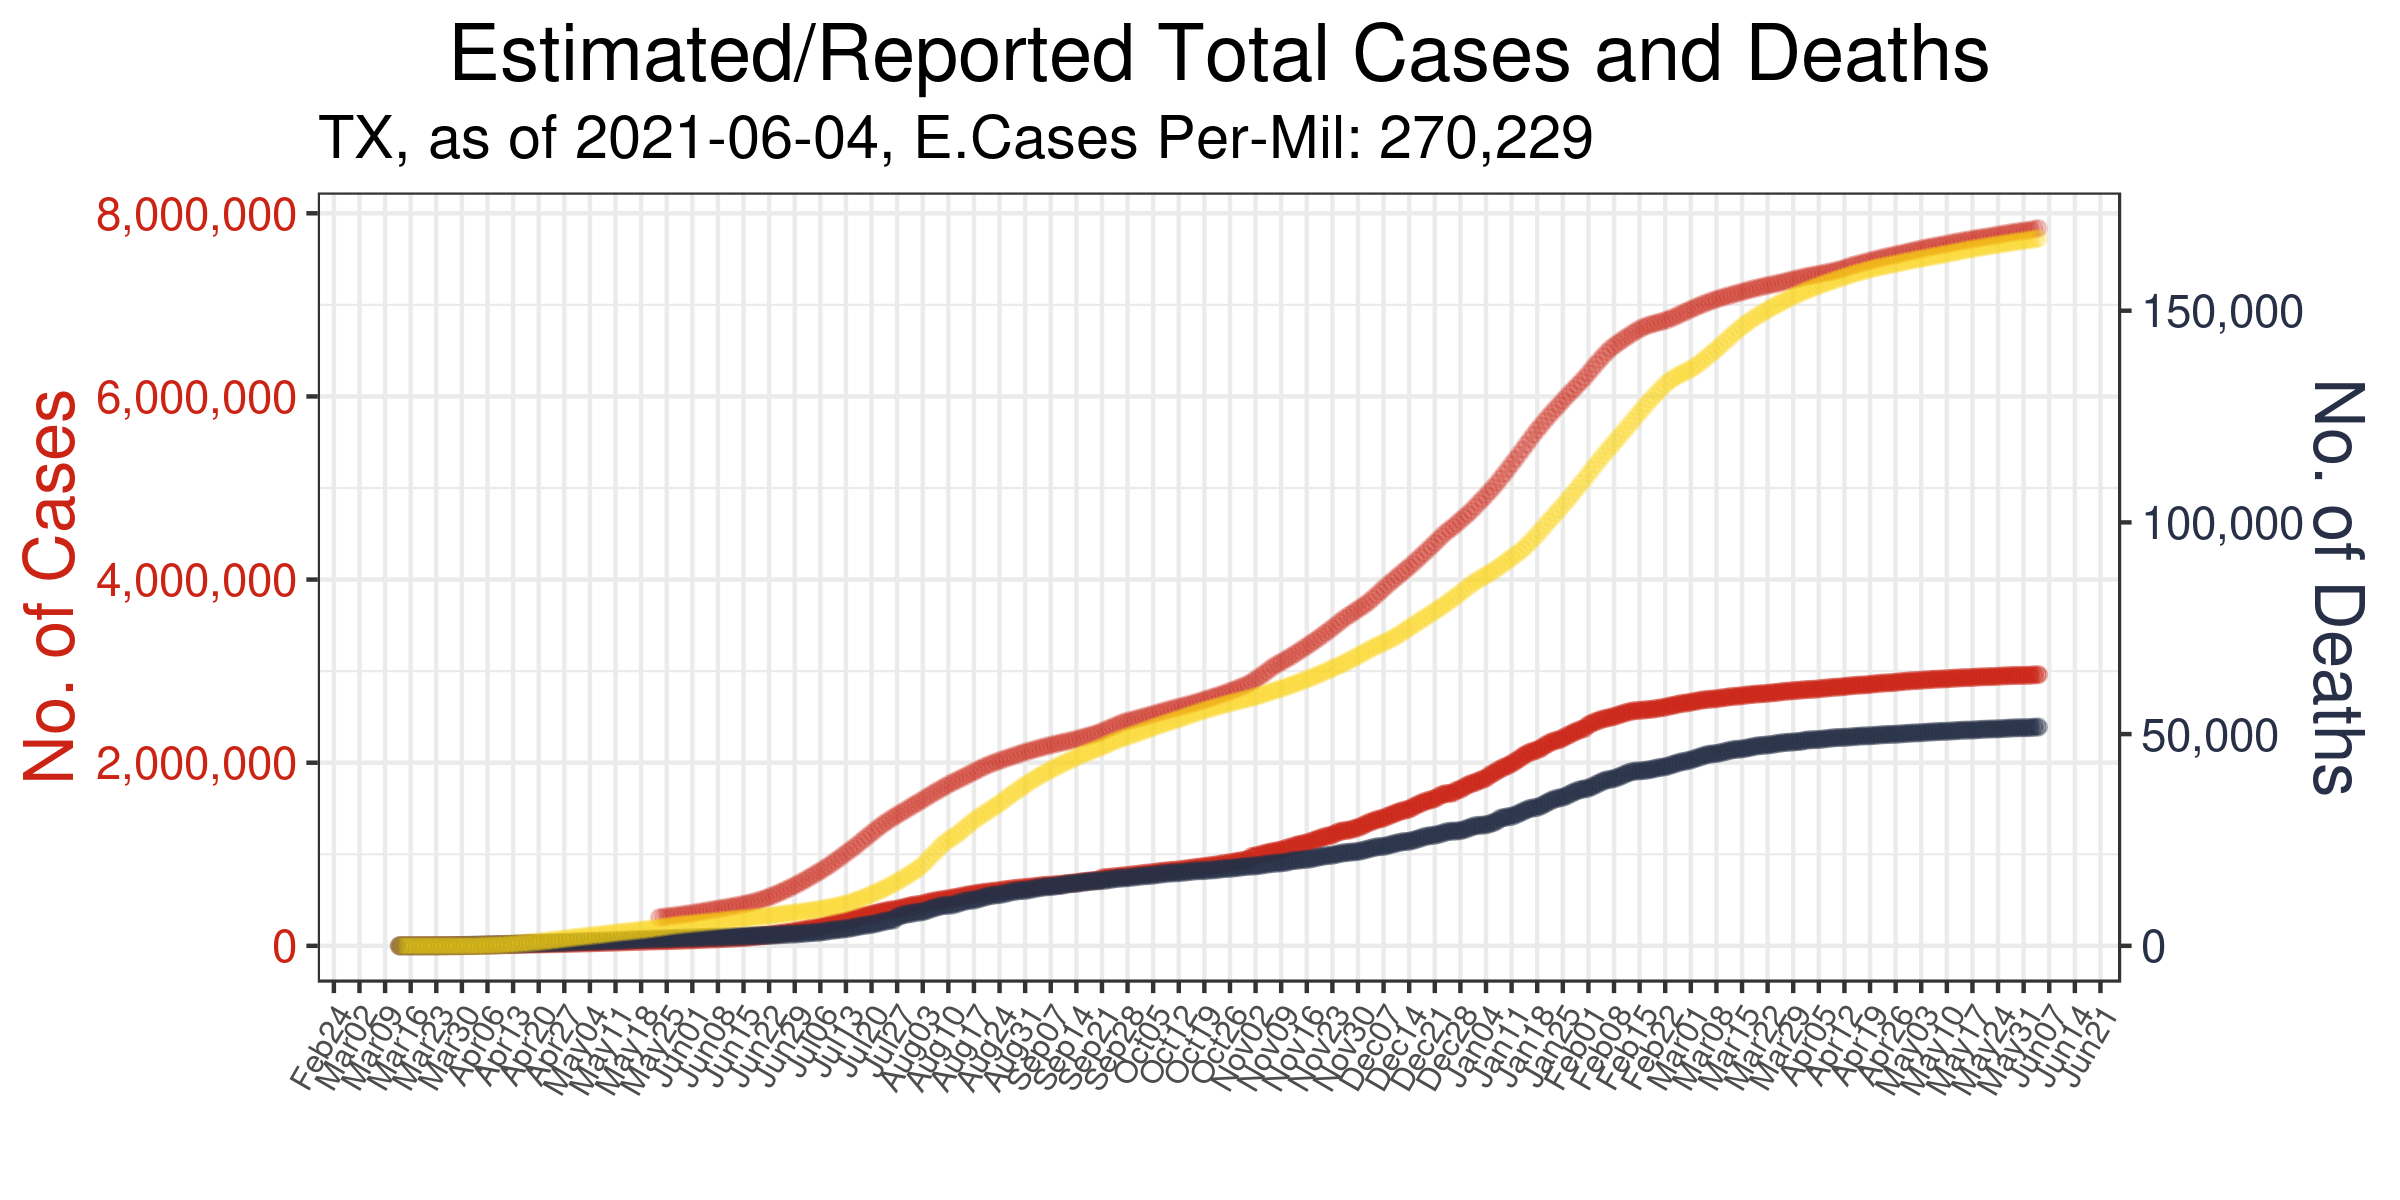 Estimated/Reported Total Cases and Deaths
TX, as of 2021-06-04, E.Cases Per-Mil: 270,229
No. of Cases
8,000,000
6,000,000
4,000,000
2,000,000
0
150,000
100,000
50,000
0
No. of Deaths
Feb24
Mar02
Mar09
Mar16
Mar23
Mar30
Apr06
Apr13
Apr20
Apr27
May04
May11
May18
May25
Jun01
Jun08
Jun15
Jun22
Jun29
Jul06
Jul13
Jul20
Jul27
Aug03
Aug10
Aug17
Aug24
Aug31
Sep07
Sep14
Sep21
Sep28
Oct05
Oct12
Oct19
Oct26
Nov02
Nov09
Nov16
Nov23
Nov30
Dec07
Dec14
Dec21
Dec28
Jan04
Jan11
Jan18
Jan25
Feb01
Feb08
Feb15
Feb22
Mar01
Mar08
Mar15
Mar22
Mar29
Apr05
Apr12
Apr19
Apr26
May03
May10
May17
May24
May31
Jun07
Jun14
Jun21